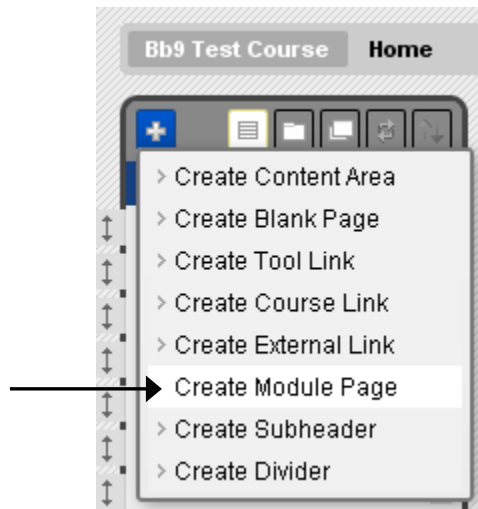 Bb9 Test Course Home
Create Content Area
Create Blank Page
Create Tool Link
Create Course Link
Create External Link
Create Module Page
Create Subheader
Create Divider